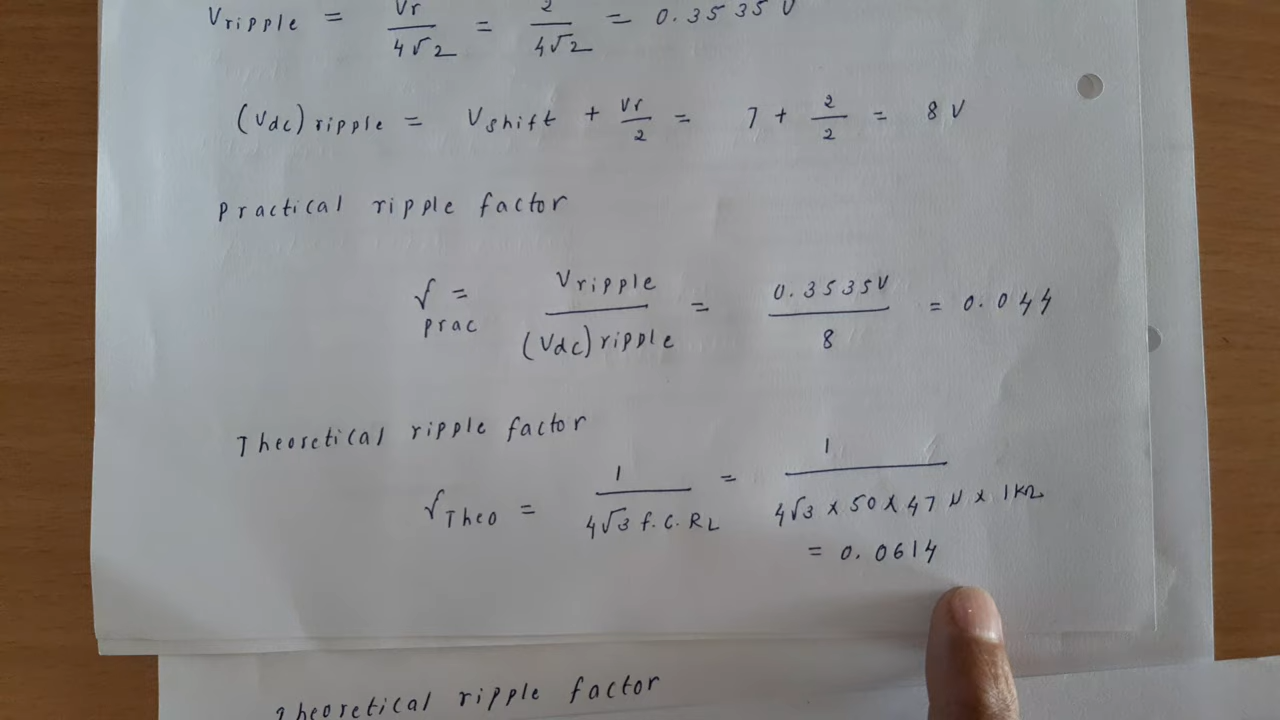 Vripple = Vr / 4√2 = 2 / 4√2 = 0.3535 V
(Vdc) ripple = Vshift + Vr / 2 = 7 + 2 / 2 = 8 V
Practical ripple factor
r prac = Vripple / (Vdc) ripple = 0.3535V / 8 = 0.044
Theoretical ripple factor
r Theo = 1 / 4√3 f. C. RL = 1 / 4√3 × 50 × 47 μ × 1KΩ
= 0.0614
Theoretical ripple factor